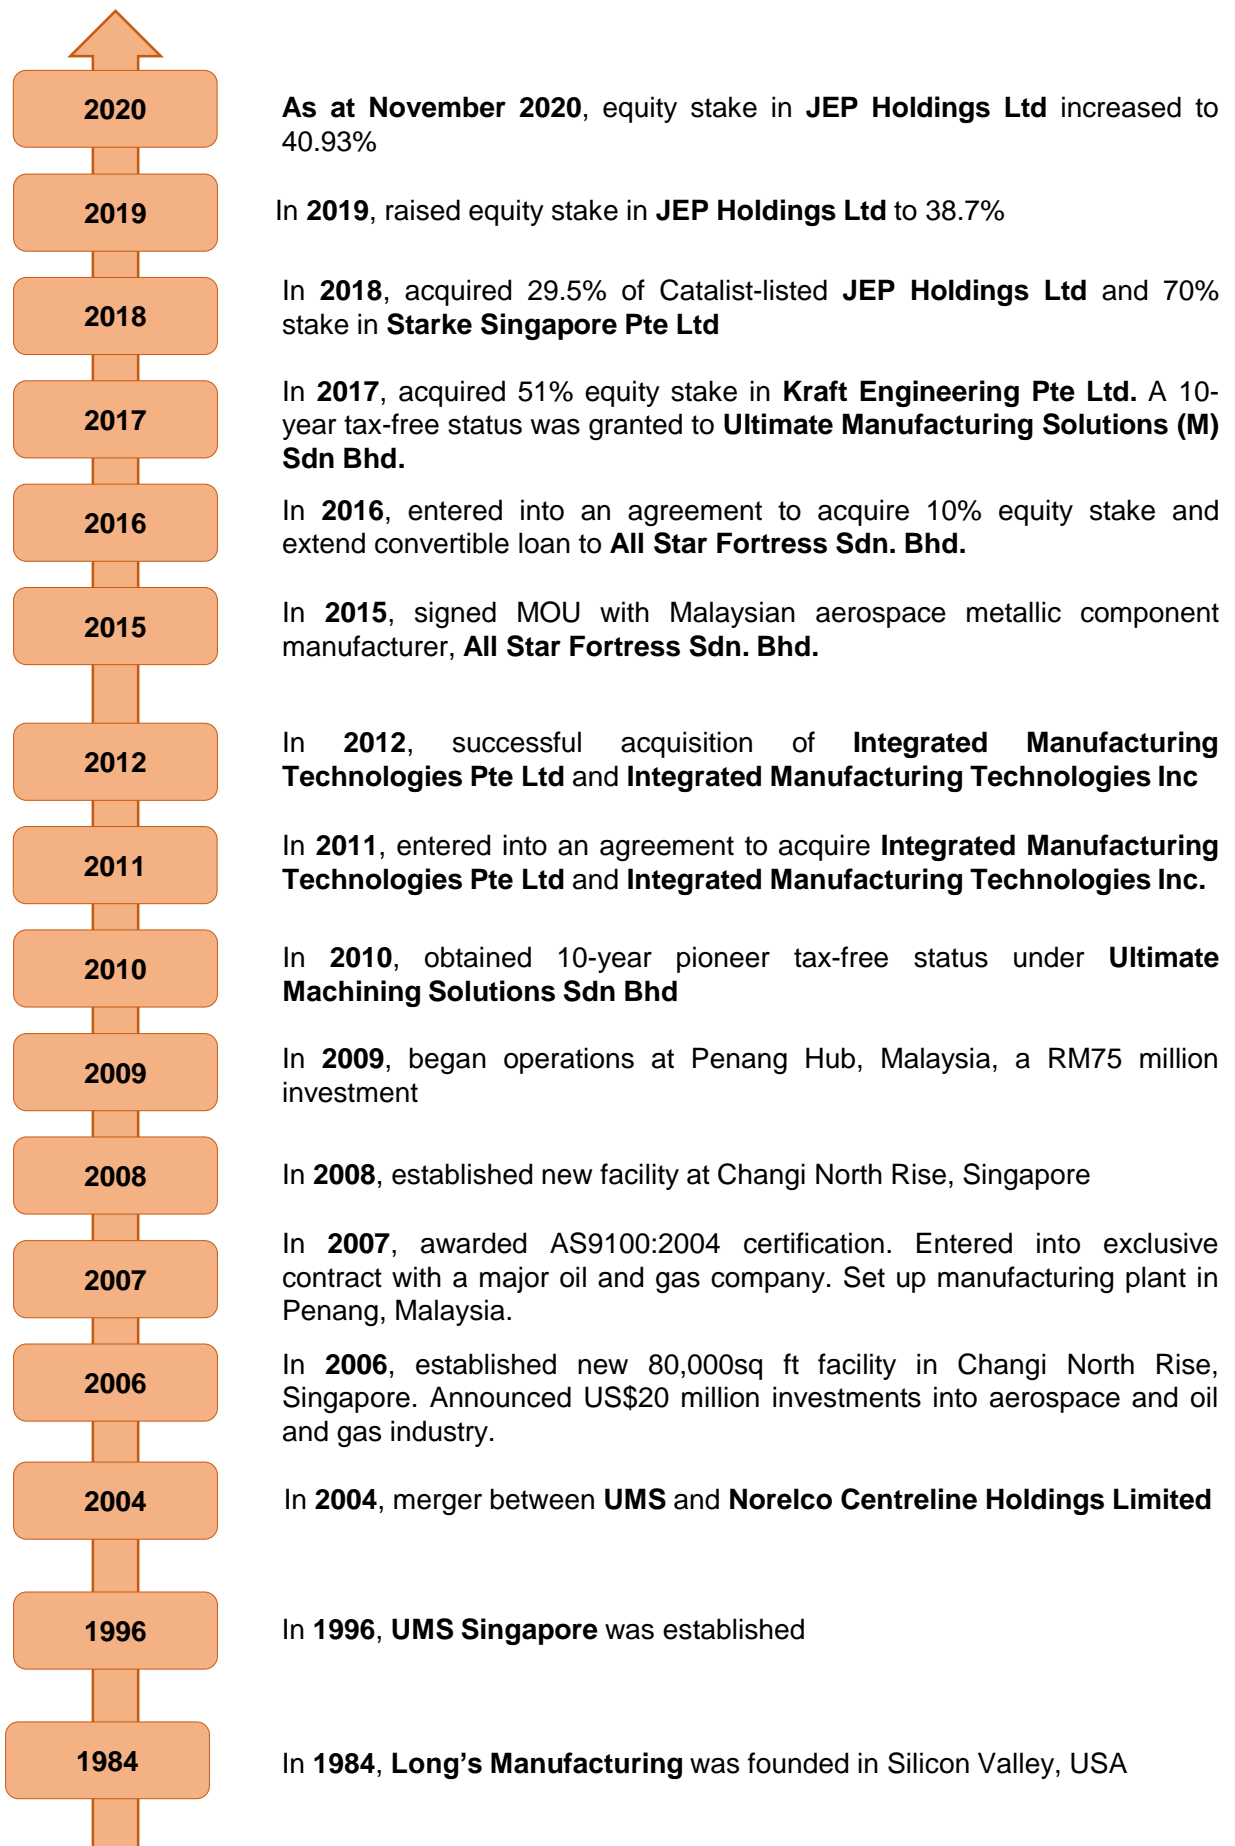 2020
As at November 2020, equity stake in JEP Holdings Ltd increased to
40.93%
2019
In 2019, raised equity stake in JEP Holdings Ltd to 38.7%
2018
In 2018, acquired 29.5% of Catalist-listed JEP Holdings Ltd and 70%
stake in Starke Singapore Pte Ltd
2017
In 2017, acquired 51% equity stake in Kraft Engineering Pte Ltd. A 10-
year tax-free status was granted to Ultimate Manufacturing Solutions (M)
Sdn Bhd.
2016
In 2016, entered into an agreement to acquire 10% equity stake and
extend convertible loan to All Star Fortress Sdn. Bhd.
2015
In 2015, signed MOU with Malaysian aerospace metallic component
manufacturer, All Star Fortress Sdn. Bhd.
2012
In 2012, successful acquisition of Integrated Manufacturing
Technologies Pte Ltd and Integrated Manufacturing Technologies Inc
2011
In 2011, entered into an agreement to acquire Integrated Manufacturing
Technologies Pte Ltd and Integrated Manufacturing Technologies Inc.
2010
In 2010, obtained 10-year pioneer tax-free status under Ultimate
Machining Solutions Sdn Bhd
2009
In 2009, began operations at Penang Hub, Malaysia, a RM75 million
investment
2008
In 2008, established new facility at Changi North Rise, Singapore
2007
In 2007, awarded AS9100:2004 certification. Entered into exclusive
contract with a major oil and gas company. Set up manufacturing plant in
Penang, Malaysia.
2006
In 2006, established new 80,000sq ft facility in Changi North Rise,
Singapore. Announced US$20 million investments into aerospace and oil
and gas industry.
2004
In 2004, merger between UMS and Norelco Centreline Holdings Limited
1996
In 1996, UMS Singapore was established
1984
In 1984, Long's Manufacturing was founded in Silicon Valley, USA